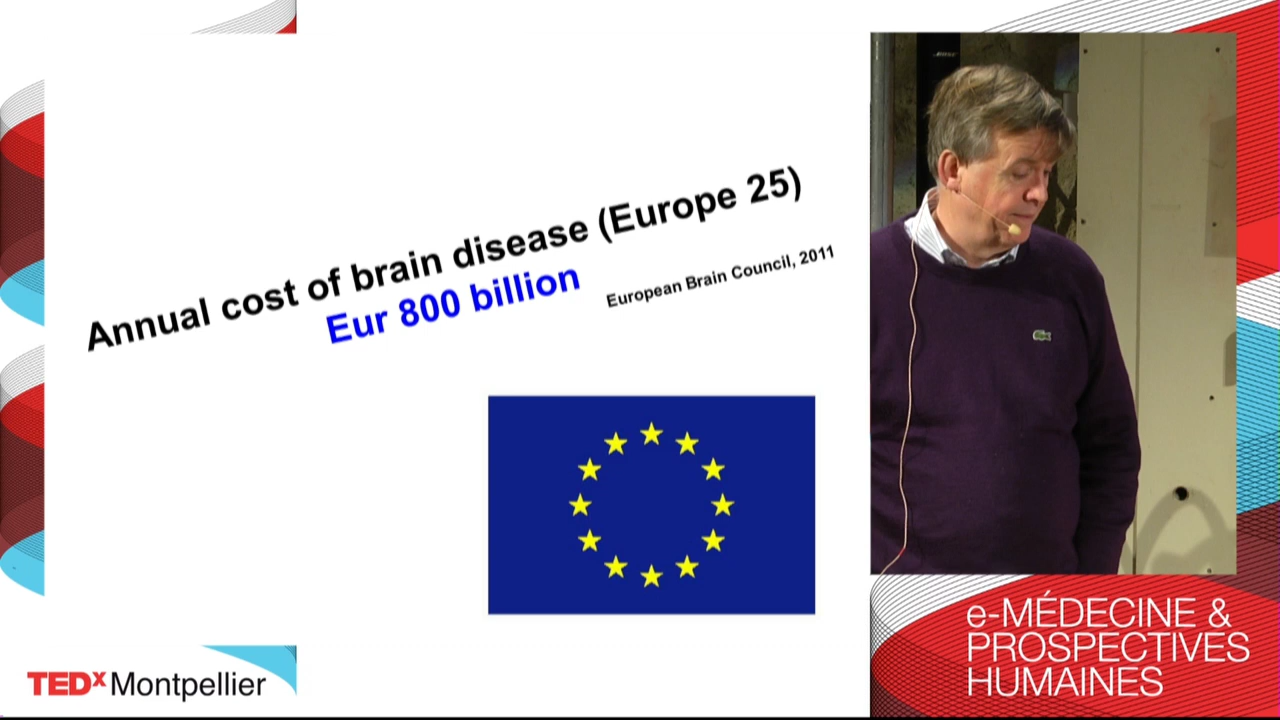 Annual cost of brain disease (Europe 25)
Eur 800 billion
European Brain Council, 2011
TEDx Montpellier
e-MÉDECINE &
PROSPECTIVES
HUMAINES